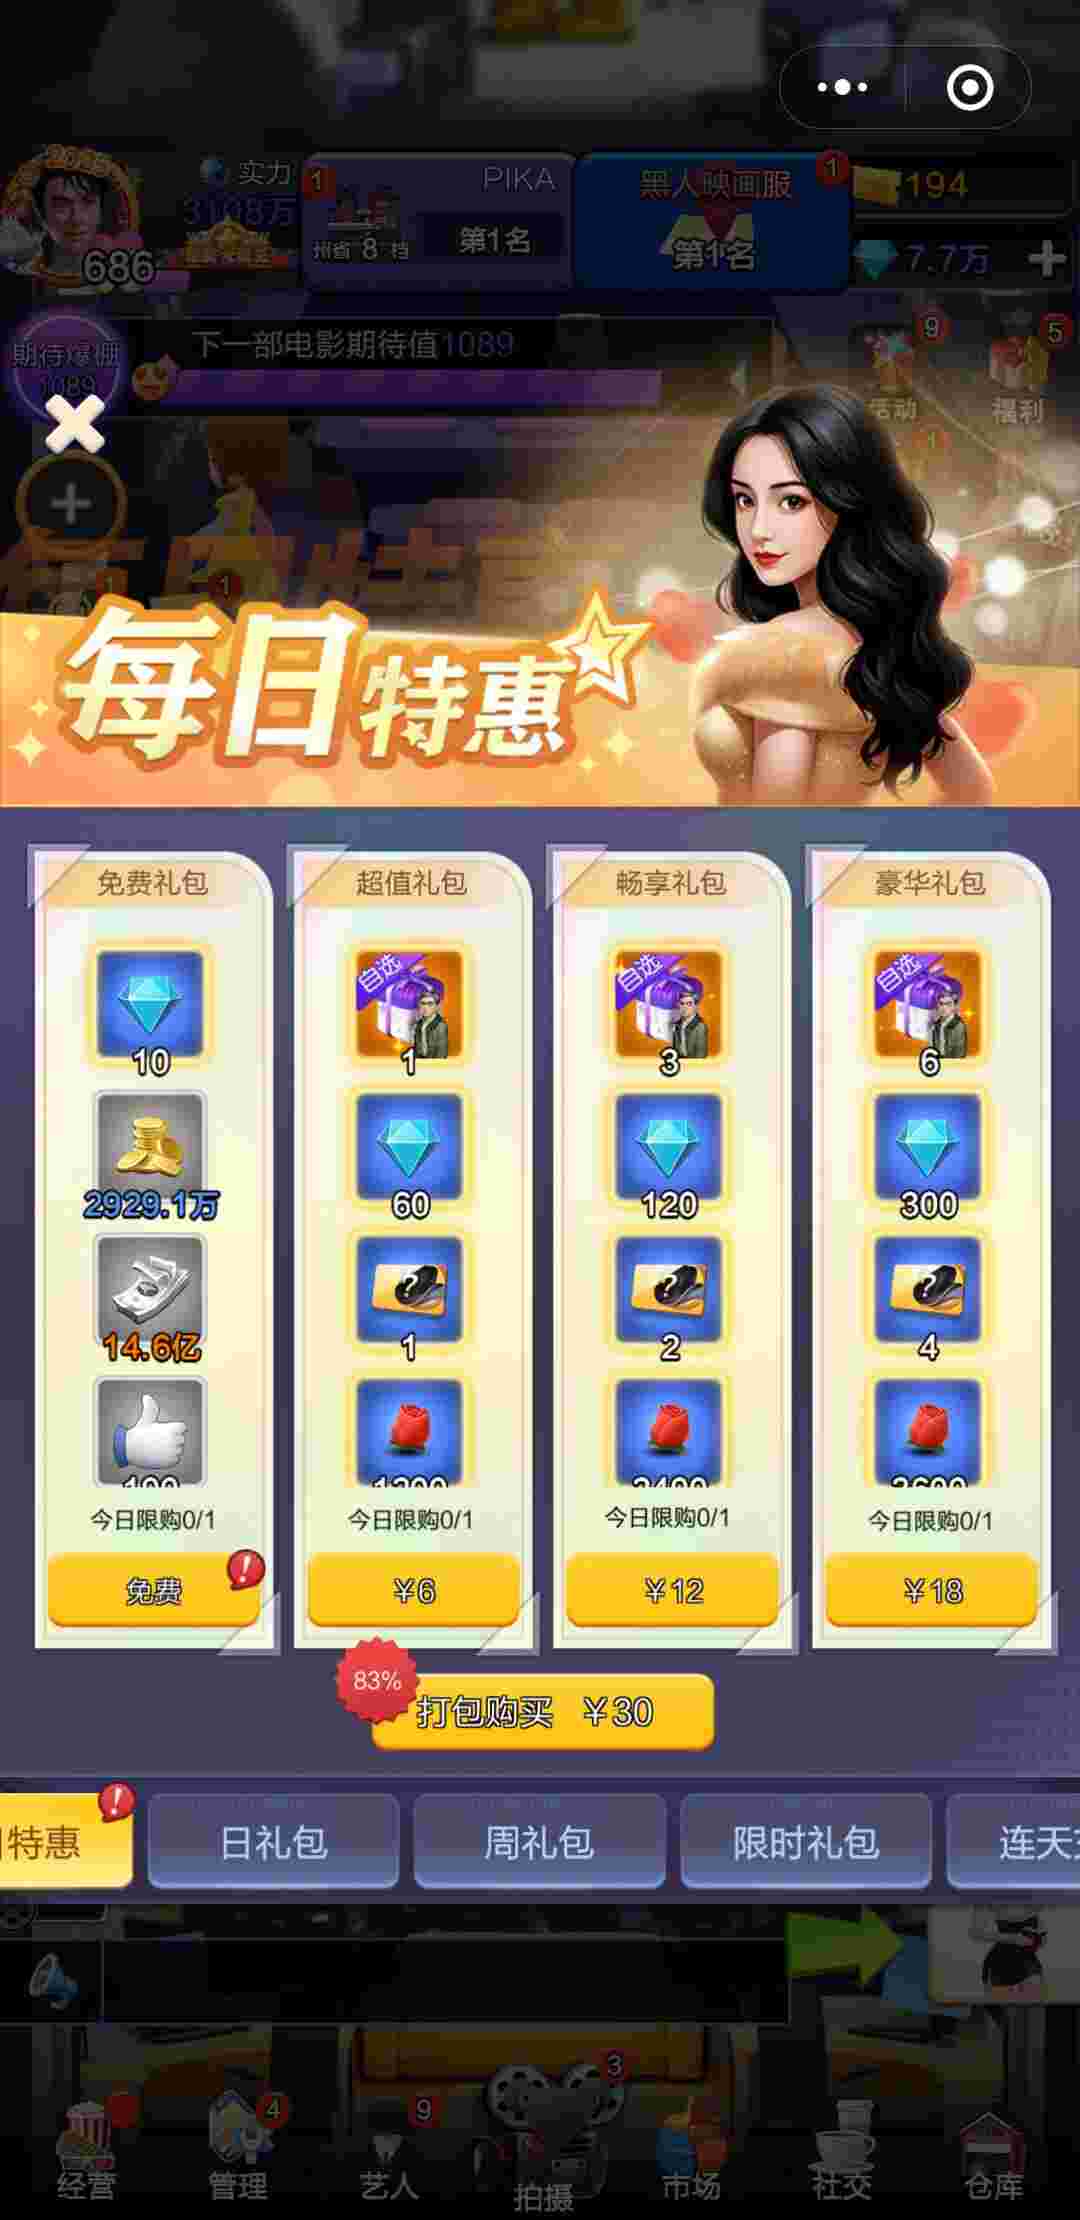 实力
PIKA
黑人映画服
1
1
194
3108万
州省 8 档
第1名
第1名
686
7.7万
下一部电影期待值1089
期待爆棚
1089
9
5
活动
福利
1
1
每日特惠
免费礼包
超值礼包
畅享礼包
豪华礼包
自选
自选
自选
10
1
3
6
2929.1万
60
120
300
14.6亿
?
?
?
1
2
4
今日限购0/1
今日限购0/1
今日限购0/1
今日限购0/1
免费
!
¥6
¥12
¥18
83%
打包购买 ¥30
特惠
!
日礼包
周礼包
限时礼包
连天
4
9
3
经营
管理
艺人
拍摄
市场
社交
仓库